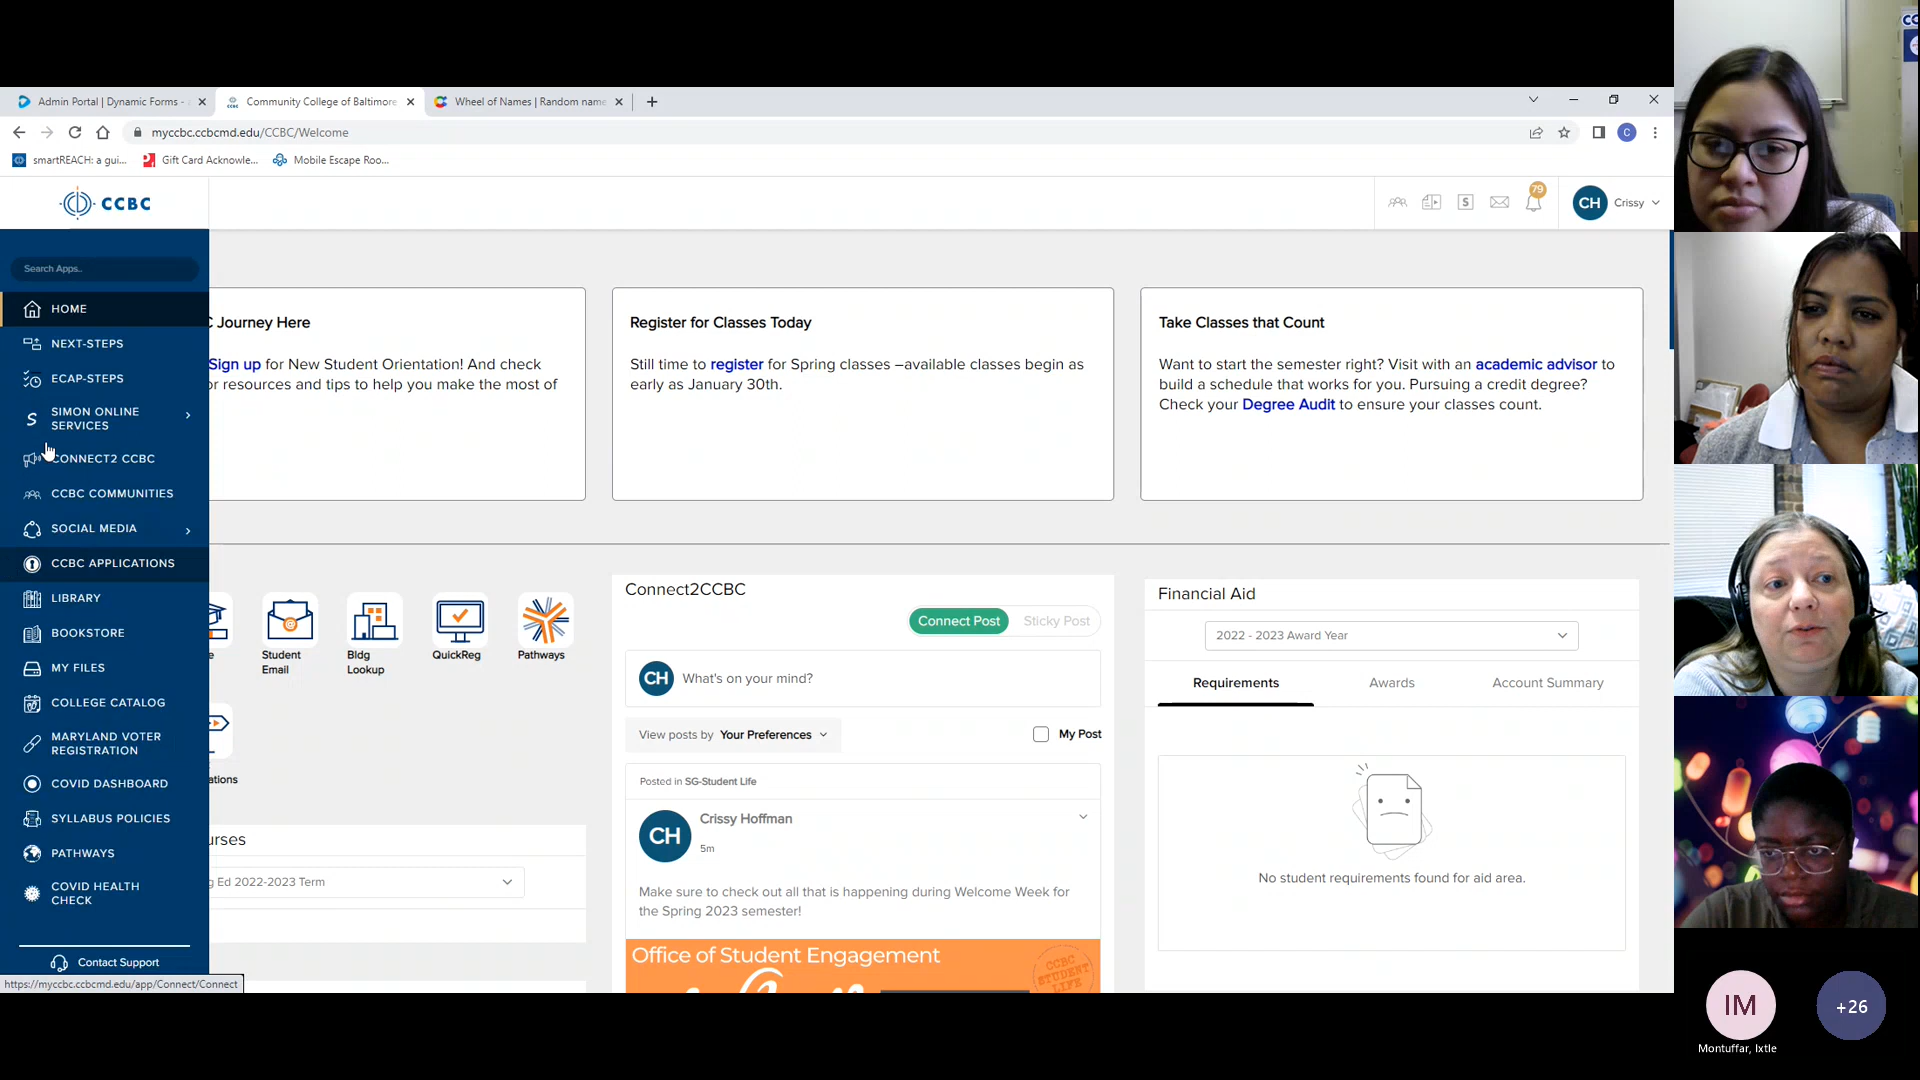 Admin Portal | Dynamic Forms -
Community College of Baltimore
Wheel of Names | Random name
myccbc.ccbcmd.edu/CCBC/Welcome
smartREACH: a gui...
Gift Card Acknowle...
Mobile Escape Roo...
C
CCBC
79
CH
Crissy
Search Apps..
HOME
NEXT-STEPS
ECAP-STEPS
SIMON ONLINE
SERVICES
CONNECT2 CCBC
CCBC COMMUNITIES
SOCIAL MEDIA
CCBC APPLICATIONS
LIBRARY
BOOKSTORE
MY FILES
COLLEGE CATALOG
MARYLAND VOTER
REGISTRATION
COVID DASHBOARD
SYLLABUS POLICIES
PATHWAYS
COVID HEALTH
CHECK
Contact Support
https://myccbc.ccbcmd.edu/app/Connect/Connect
C Journey Here
Sign up for New Student Orientation! And check
or resources and tips to help you make the most of
Register for Classes Today
Still time to register for Spring classes –available classes begin as
early as January 30th.
Take Classes that Count
Want to start the semester right? Visit with an academic advisor to
build a schedule that works for you. Pursuing a credit degree?
Check your Degree Audit to ensure your classes count.
e
Student
Email
Bldg
Lookup
QuickReg
Pathways
ations
urses
g Ed 2022-2023 Term
Connect2CCBC
Connect Post
Sticky Post
CH
What's on your mind?
View posts by Your Preferences
My Post
Posted in SG-Student Life
CH
Crissy Hoffman
5m
Make sure to check out all that is happening during Welcome Week for
the Spring 2023 semester!
Office of Student Engagement
CCBC
STUDENT
LIFE
Financial Aid
2022 - 2023 Award Year
Requirements
Awards
Account Summary
No student requirements found for aid area.
IM
Montuffar, Ixtle
+26